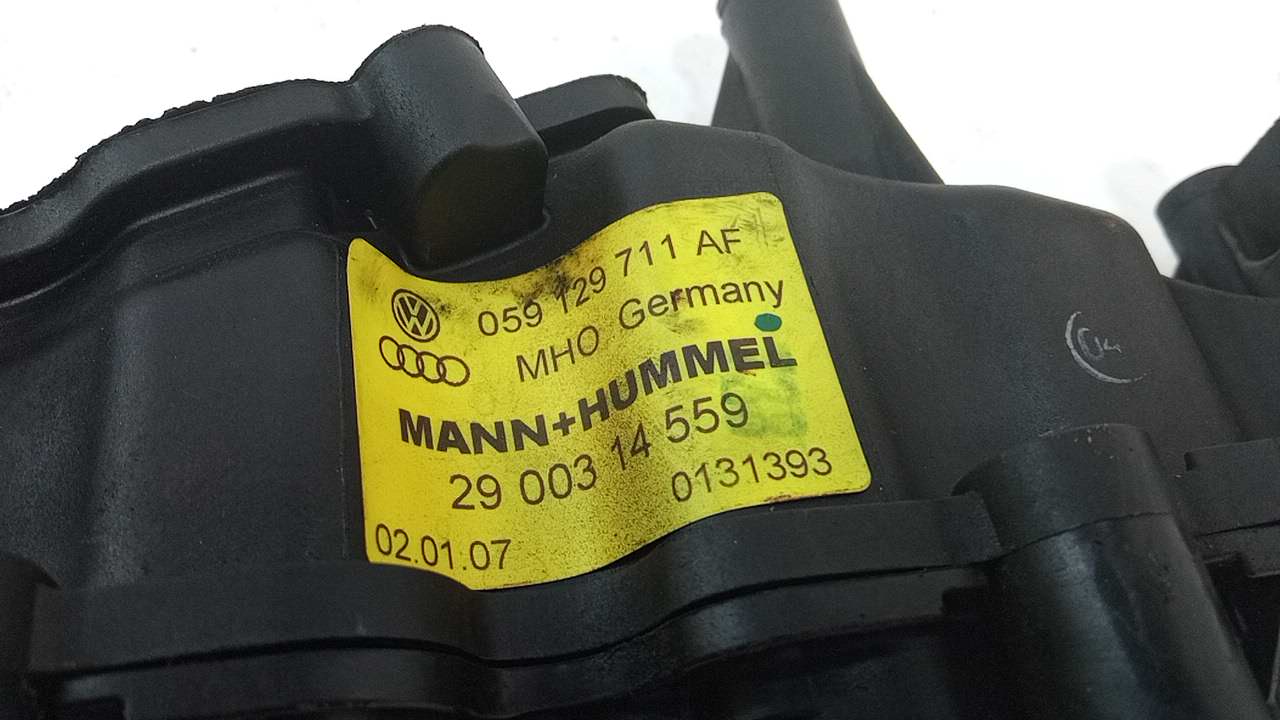 059 129 711 AF
MHO Germany
MANN+HUMMEL
29 003 14 559
0131393
02.01.07